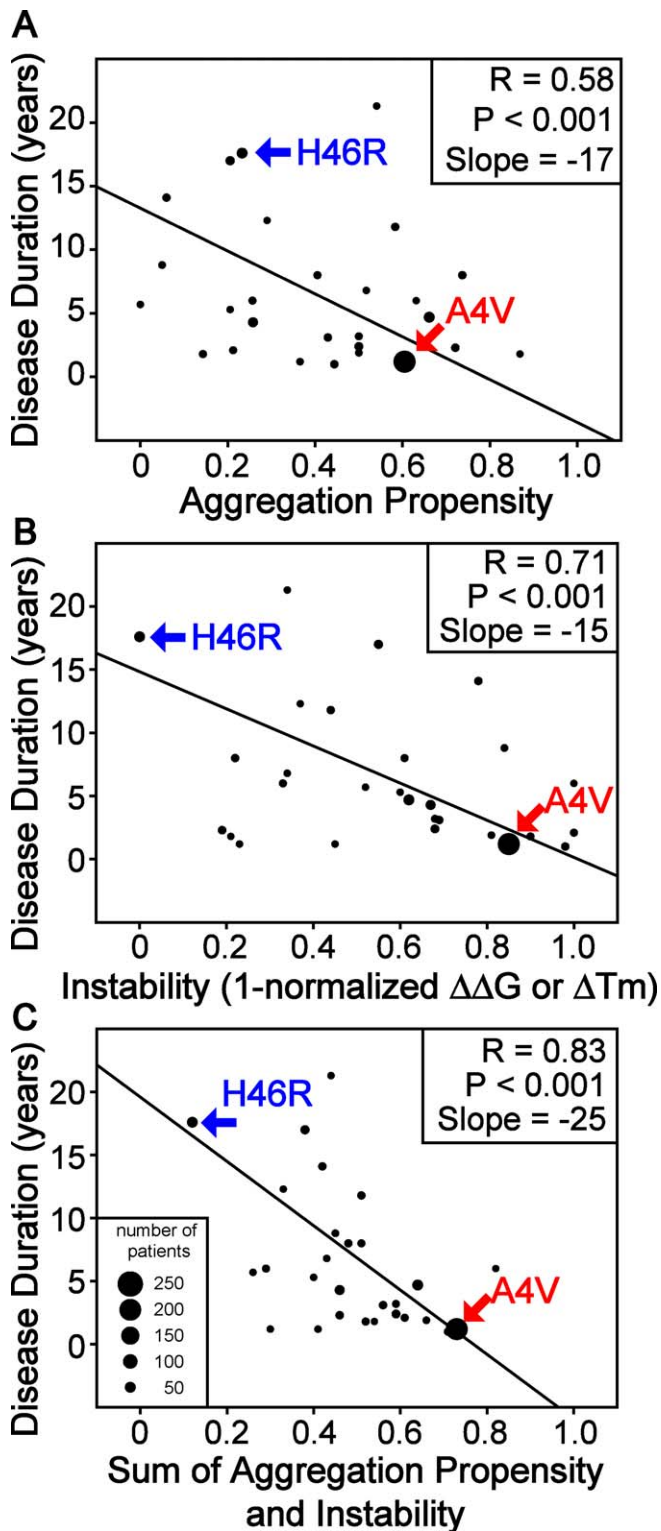 A
Disease Duration (years)
20
15
10
5
0
R = 0.58
P < 0.001
Slope = -17
H46R
A4V
0
0.2
0.4
0.6
0.8
1.0
Aggregation Propensity
B
Disease Duration (years)
20
15
10
5
0
R = 0.71
P < 0.001
Slope = -15
H46R
A4V
0
0.2
0.4
0.6
0.8
1.0
Instability (1-normalized ΔΔG or ΔTm)
C
Disease Duration (years)
20
15
10
5
0
R = 0.83
P < 0.001
Slope = -25
H46R
A4V
number of
patients
250
200
150
100
50
0
0.2
0.4
0.6
0.8
1.0
Sum of Aggregation Propensity
and Instability